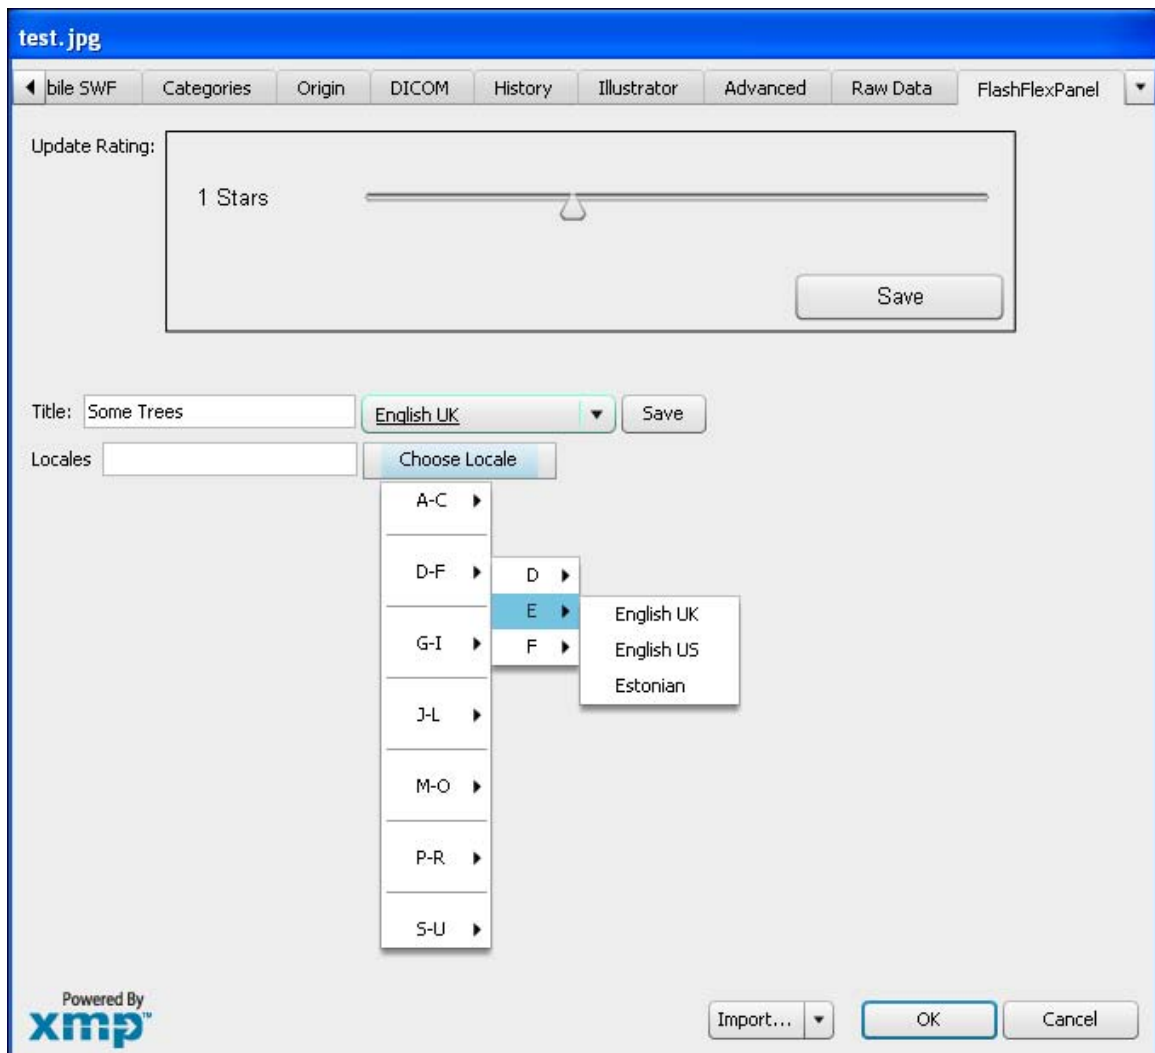 test.jpg
bile SWF Categories Origin DICOM History Illustrator Advanced Raw Data FlashFlexPanel
Update Rating:
1 Stars
Save
Title: Some Trees English UK Save
Locales Choose Locale
A-C
D-F
D
E
F
English UK
English US
Estonian
G-I
J-L
M-O
P-R
S-U
Powered By
xmp™
Import... OK Cancel